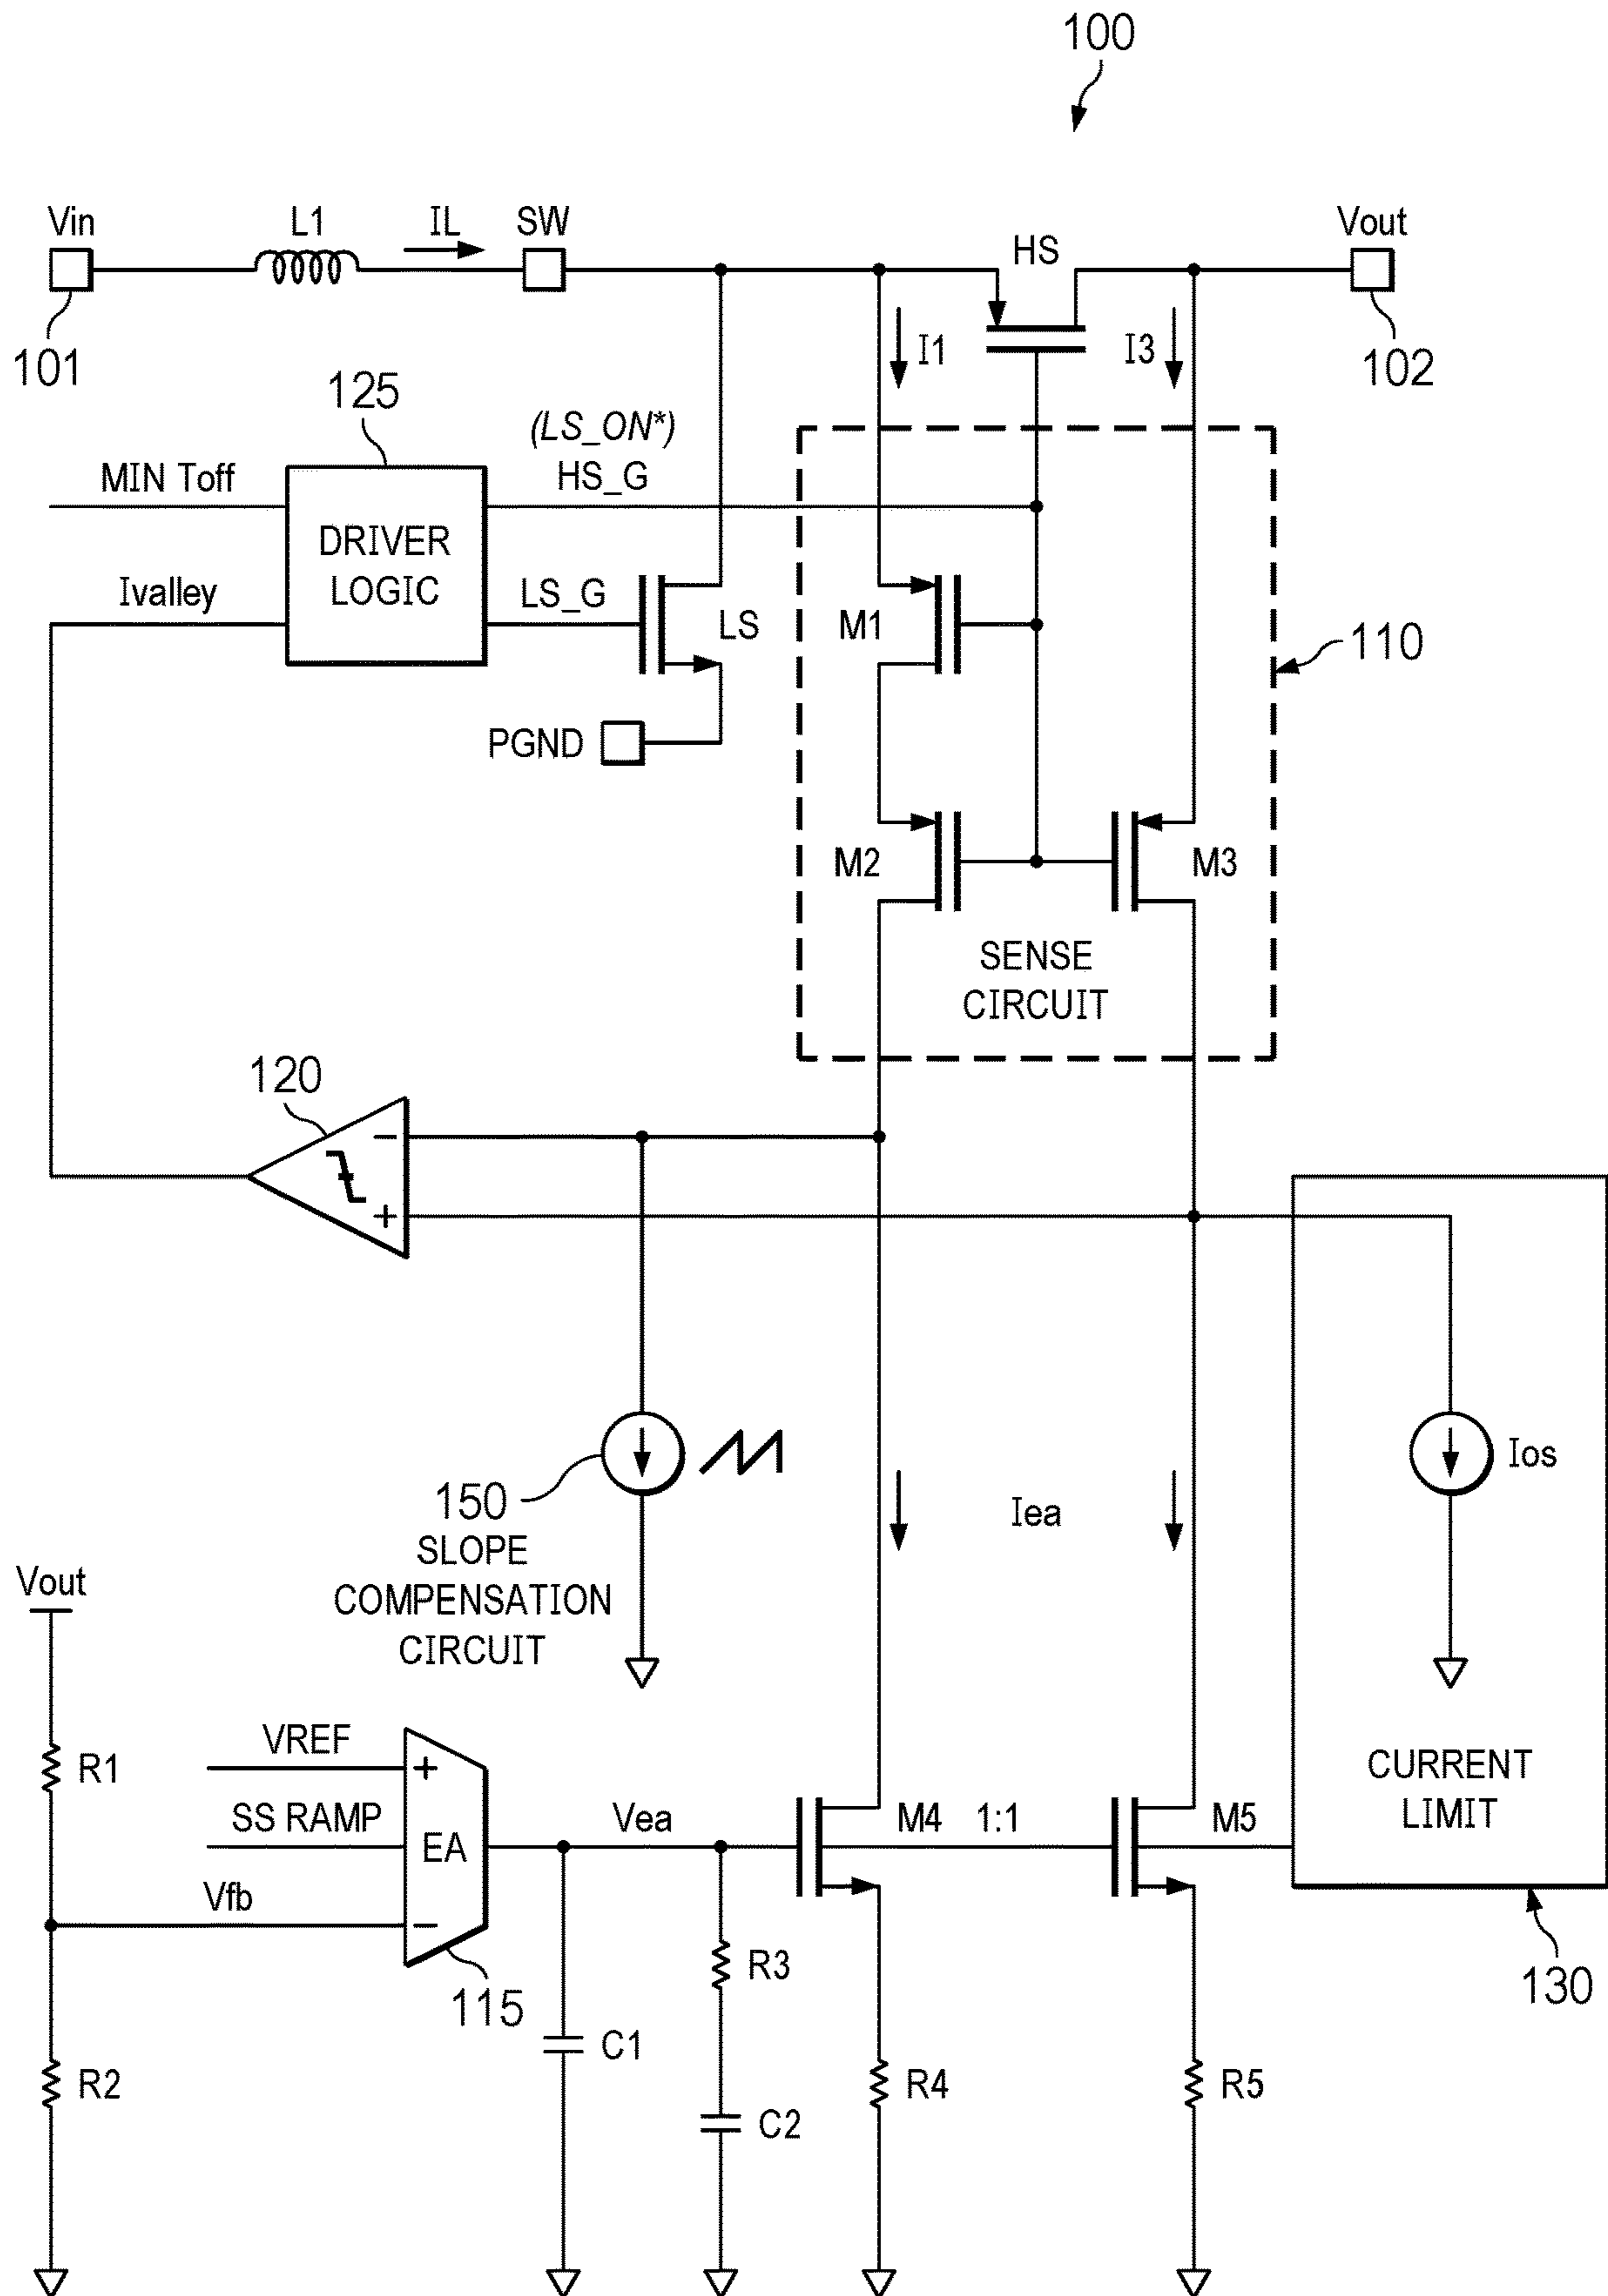 100
Vin
L1
IL
SW
HS
Vout
101
I1
I3
102
125
(LS_ON*)
HS_G
MIN Toff
DRIVER
LOGIC
Ivalley
LS_G
LS
M1
110
PGND
M2
M3
SENSE
CIRCUIT
120
−
+
150
SLOPE
COMPENSATION
CIRCUIT
Iea
Ios
Vout
R1
VREF
+
SS RAMP
EA
Vea
M4
1:1
M5
CURRENT
LIMIT
Vfb
−
115
R3
130
C1
R2
C2
R4
R5